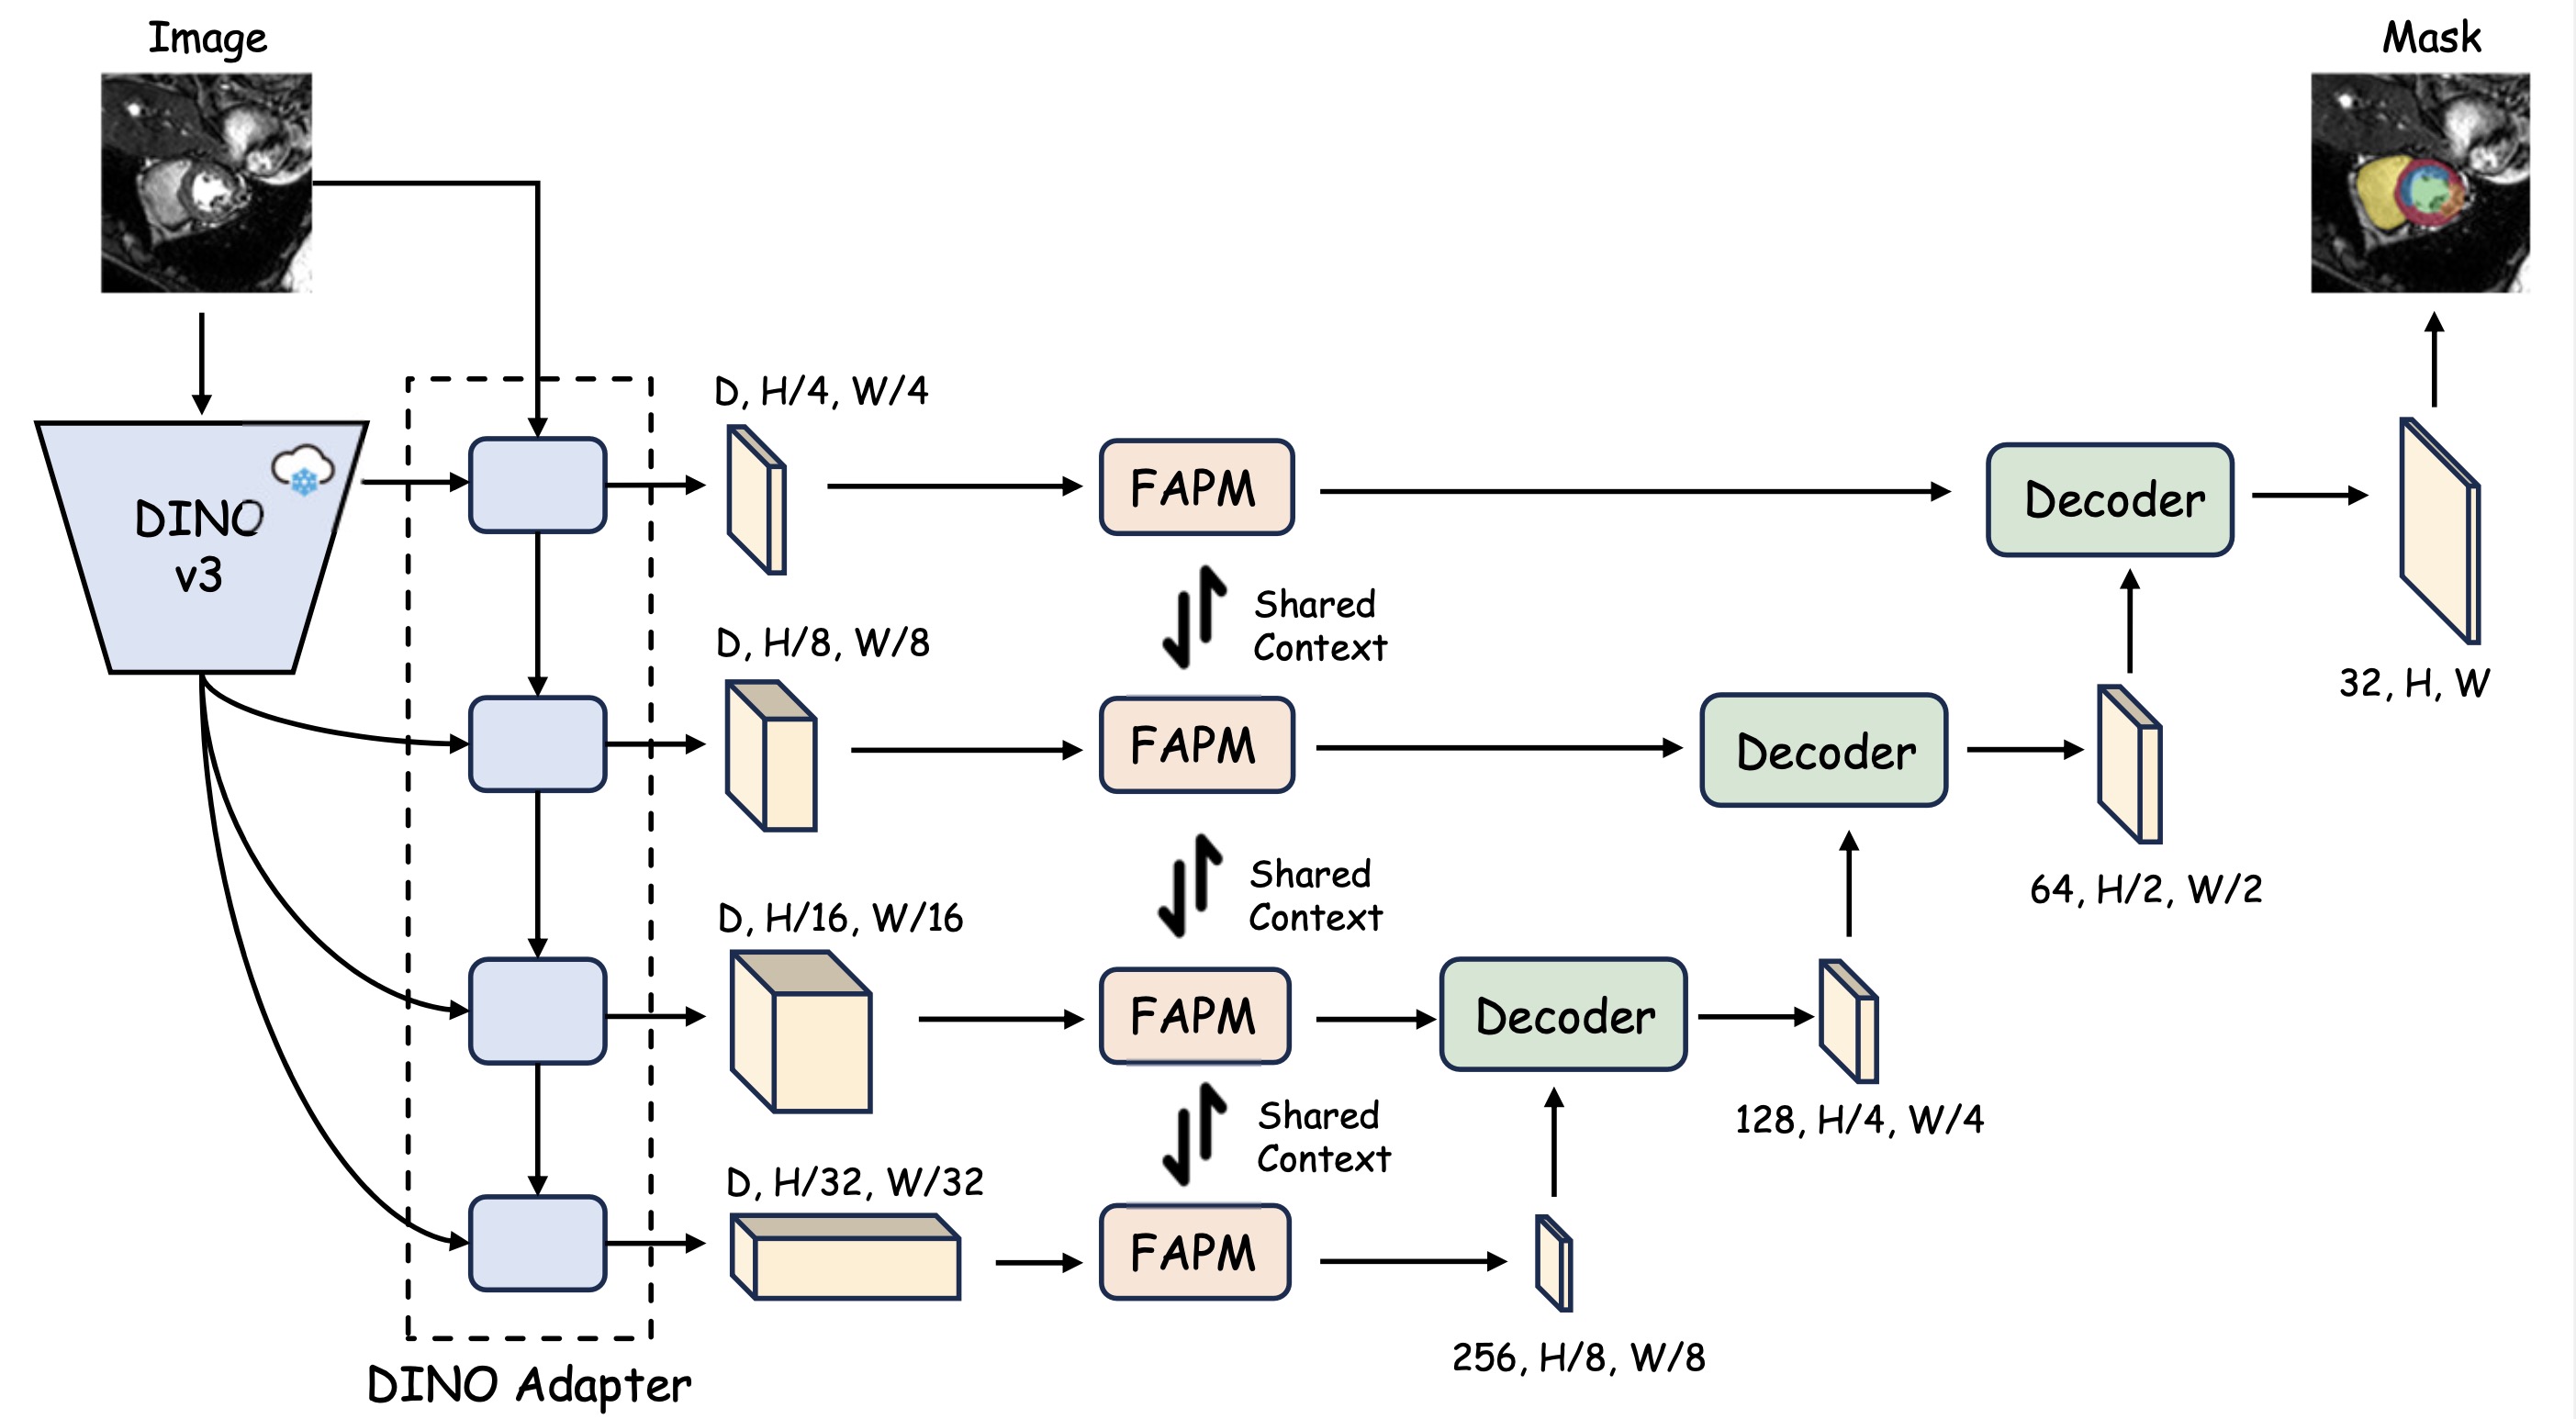 Image
Mask
D, H/4, W/4
DINO
v3
FAPM
Decoder
Shared
Context
D, H/8, W/8
32, H, W
FAPM
Decoder
Shared
Context
64, H/2, W/2
D, H/16, W/16
FAPM
Decoder
Shared
Context
128, H/4, W/4
D, H/32, W/32
FAPM
256, H/8, W/8
DINO Adapter